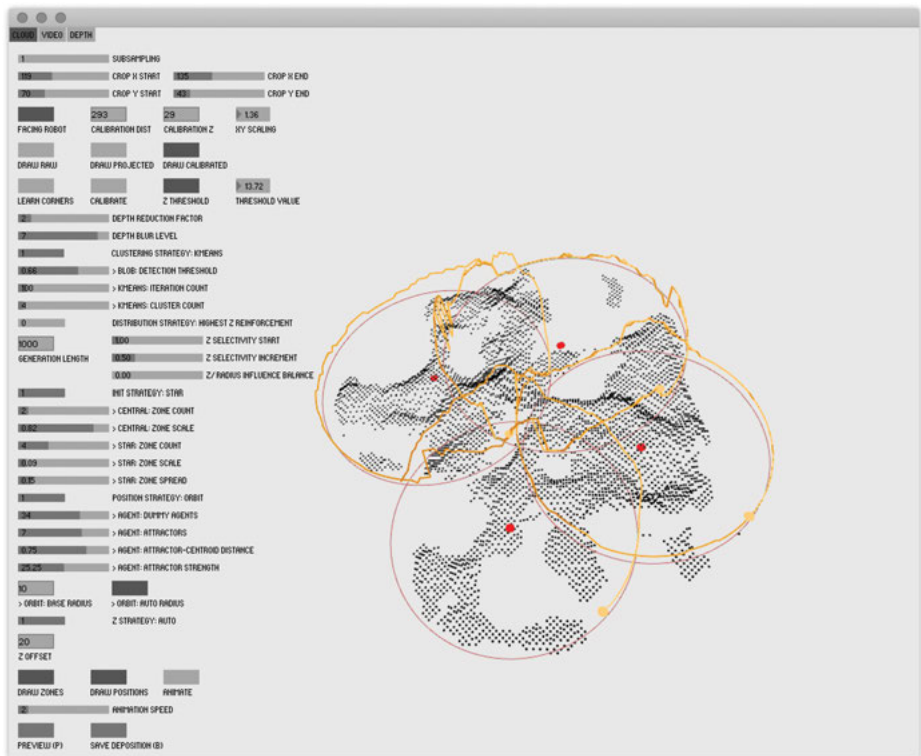 CLOUD VIDEO DEPTH
1 SUBSAMPLING
119 CROP X START 135 CROP X END
70 CROP Y START 43 CROP Y END
293 29 1.36
FACING ROBOT CALIBRATION DIST CALIBRATION Z XY SCALING
DRAW RAW DRAW PROJECTED DRAW CALIBRATED
13.72
LEARN CORNERS CALIBRATE Z THRESHOLD THRESHOLD VALUE
2 DEPTH REDUCTION FACTOR
7 DEPTH BLUR LEVEL
1 CLUSTERING STRATEGY: KMEANS
0.66 > BLOB: DETECTION THRESHOLD
100 > KMEANS: ITERATION COUNT
4 > KMEANS: CLUSTER COUNT
0 DISTRIBUTION STRATEGY: HIGHEST Z REINFORCEMENT
1000 1.00 Z SELECTIVITY START
GENERATION LENGTH 0.50 Z SELECTIVITY INCREMENT
0.00 Z/ RADIUS INFLUENCE BALANCE
1 INIT STRATEGY: STAR
2 > CENTRAL: ZONE COUNT
0.82 > CENTRAL: ZONE SCALE
4 > STAR: ZONE COUNT
0.09 > STAR: ZONE SCALE
0.15 > STAR: ZONE SPREAD
1 POSITION STRATEGY: ORBIT
34 > AGENT: DUMMY AGENTS
7 > AGENT: ATTRACTORS
0.75 > AGENT: ATTRACTOR-CENTROID DISTANCE
25.25 > AGENT: ATTRACTOR STRENGTH
10
> ORBIT: BASE RADIUS > ORBIT: AUTO RADIUS
1 Z STRATEGY: AUTO
20
Z OFFSET
DRAW ZONES DRAW POSITIONS ANIMATE
2 ANIMATION SPEED
PREVIEW (P) SAVE DEPOSITION (B)